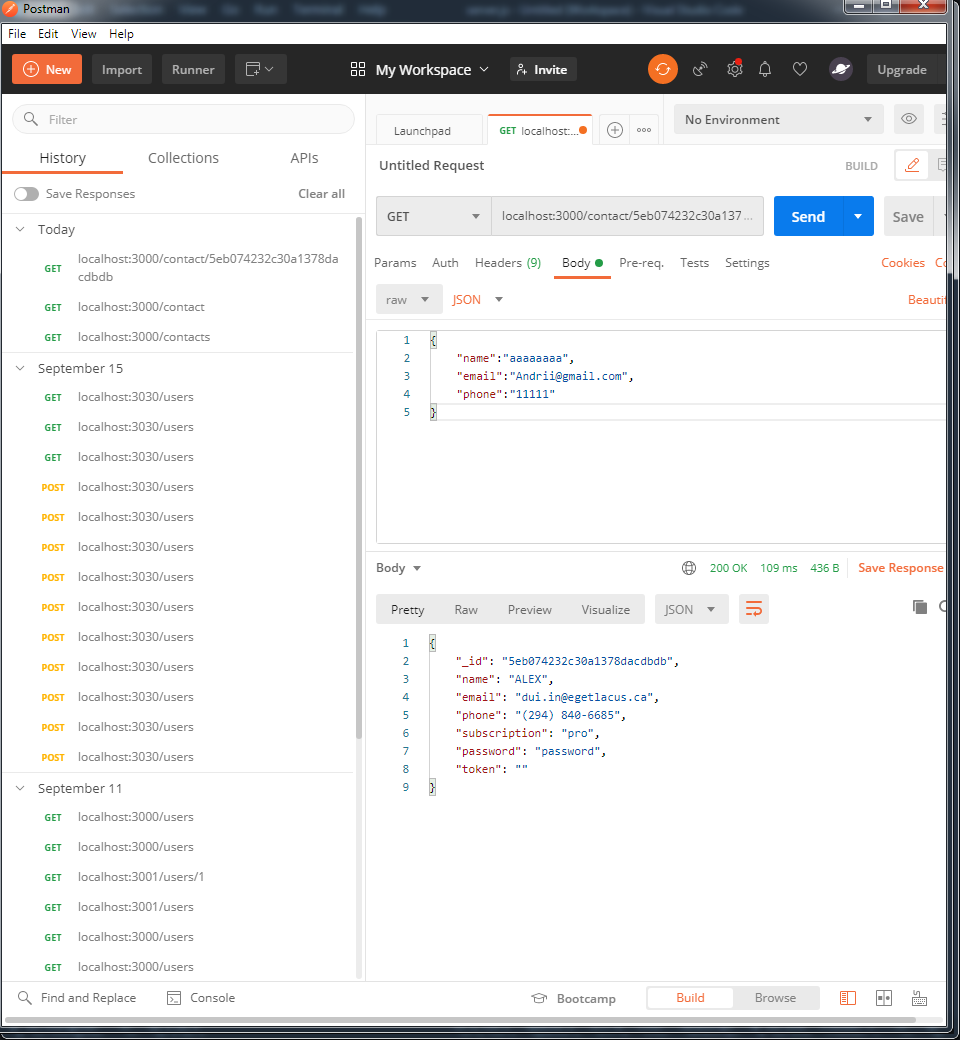 Postman
File Edit View Help
New Import Runner My Workspace Invite Upgrade
Filter
History Collections APIs
Save Responses Clear all
Today
GET localhost:3000/contact/5eb074232c30a1378da
cdbdb
GET localhost:3000/contact
GET localhost:3000/contacts
September 15
GET localhost:3030/users
GET localhost:3030/users
GET localhost:3030/users
POST localhost:3030/users
POST localhost:3030/users
POST localhost:3030/users
POST localhost:3030/users
POST localhost:3030/users
POST localhost:3030/users
POST localhost:3030/users
POST localhost:3030/users
POST localhost:3030/users
POST localhost:3030/users
September 11
GET localhost:3000/users
GET localhost:3000/users
GET localhost:3001/users/1
GET localhost:3001/users
GET localhost:3000/users
GET localhost:3000/users
Launchpad GET localhost:... No Environment
Untitled Request BUILD
GET localhost:3000/contact/5eb074232c30a137... Send Save
Params Auth Headers (9) Body Pre-req. Tests Settings Cookies Co
raw JSON Beautif
1 {
2 "name":"aaaaaaaa",
3 "email":"Andrii@gmail.com",
4 "phone":"11111"
5 }
Body 200 OK 109 ms 436 B Save Response
Pretty Raw Preview Visualize JSON
1 {
2 "_id": "5eb074232c30a1378dacdbdb",
3 "name": "ALEX",
4 "email": "dui.in@egetlacus.ca",
5 "phone": "(294) 840-6685",
6 "subscription": "pro",
7 "password": "password",
8 "token": ""
9 }
Find and Replace Console Bootcamp Build Browse